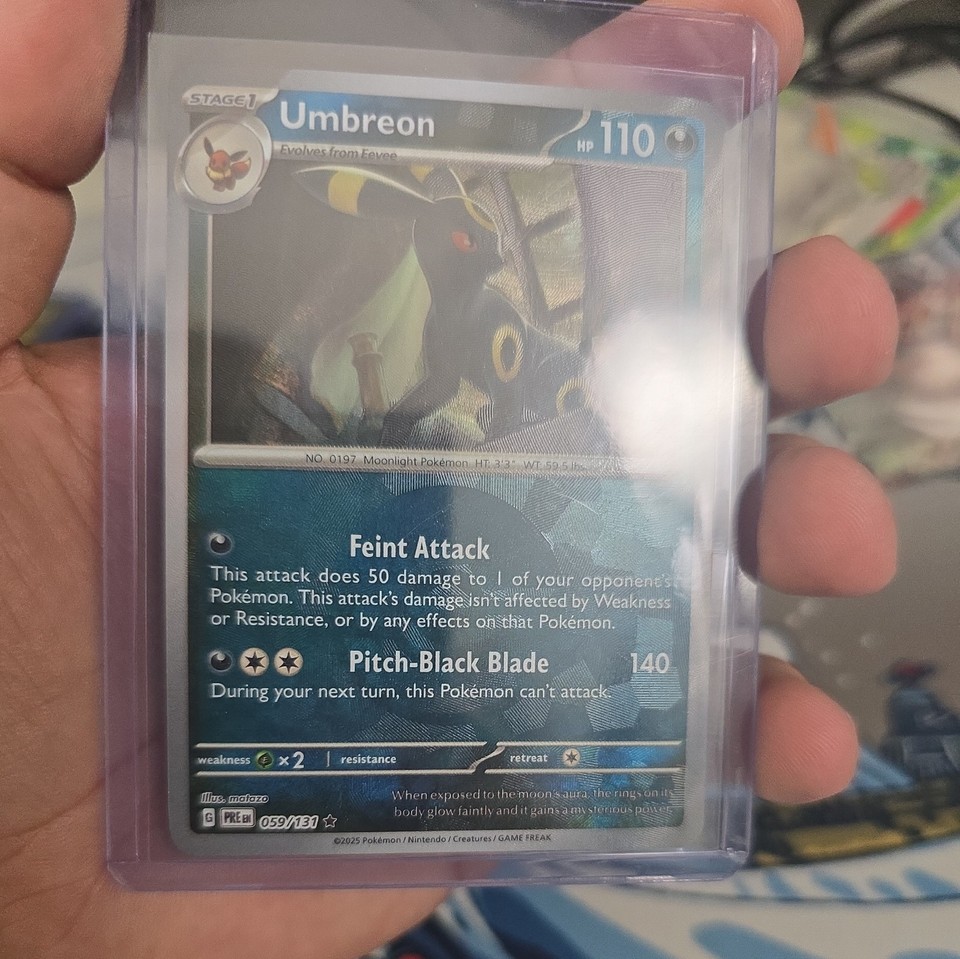 STAGE 1
Umbreon
HP 110
Evolves from Eevee
NO. 0197 Moonlight Pokémon HT: 3'3" WT: 59.5 lbs.
Feint Attack
This attack does 50 damage to 1 of your opponent's
Pokémon. This attack's damage isn't affected by Weakness
or Resistance, or by any effects on that Pokémon.
Pitch-Black Blade 140
During your next turn, this Pokémon can't attack.
weakness ×2 resistance retreat
Illus. matazo
When exposed to the moon's aura, the rings on its
body glow faintly and it gains a mysterious power.
G PRE EN 059/131
©2025 Pokémon / Nintendo / Creatures / GAME FREAK